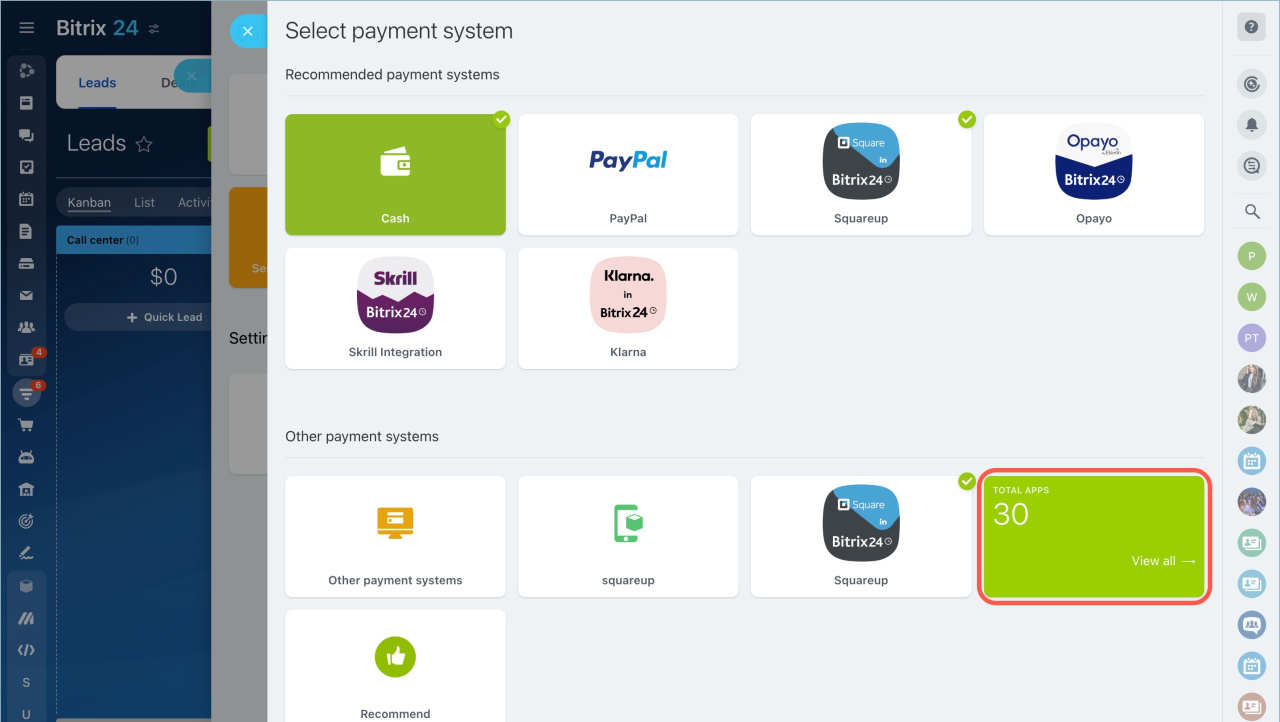 Bitrix 24
Leads
De
Leads
Kanban
List
Activi
Call center (0)
$0
+ Quick Lead
4
6
S
U
Se
Settin
Select payment system
Recommended payment systems
Cash
PayPal
PayPal
Square
in
Bitrix24
Squareup
Opayo
Bitrix24
Opayo
Skrill
Bitrix24
Skrill Integration
Klarna.
in
Bitrix24
Klarna
Other payment systems
Other payment systems
squareup
Square
in
Bitrix24
Squareup
TOTAL APPS
30
View all →
Recommend
?
P
W
PT